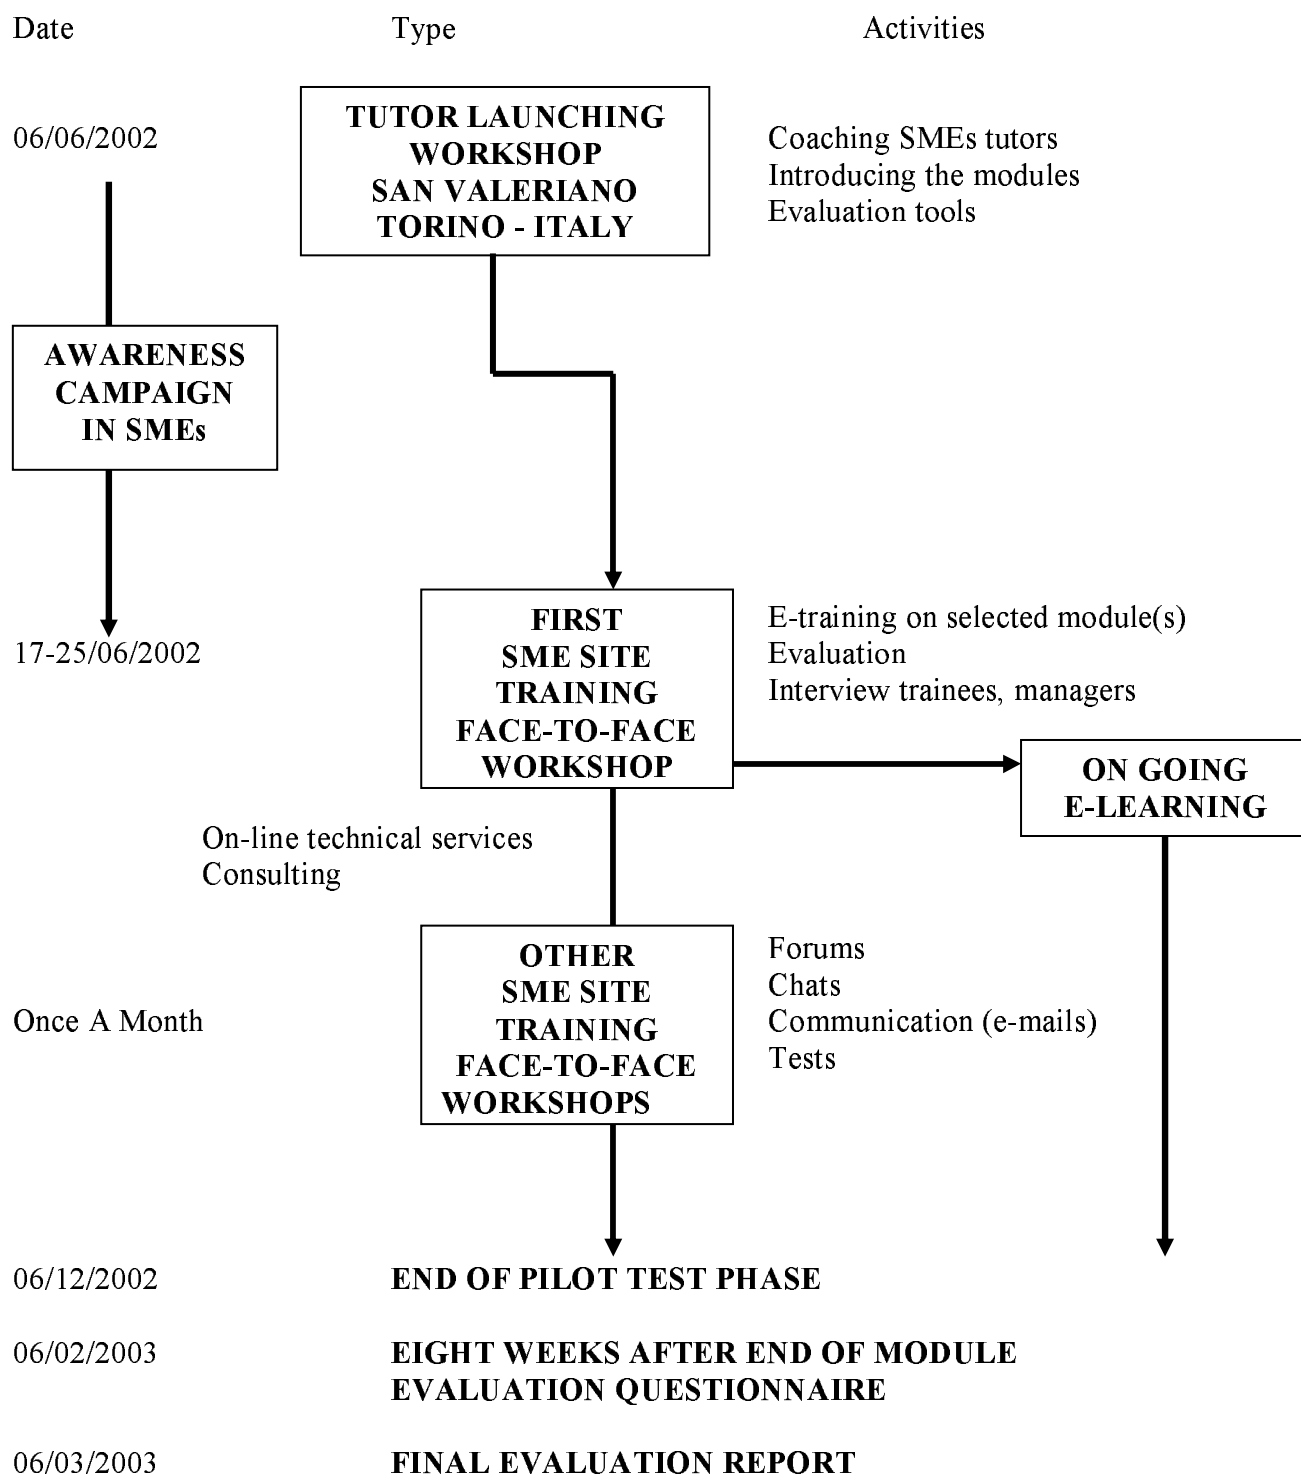 Date Type Activities
06/06/2002
TUTOR LAUNCHING
WORKSHOP
SAN VALERIANO
TORINO - ITALY
Coaching SMEs tutors
Introducing the modules
Evaluation tools
AWARENESS
CAMPAIGN
IN SMEs
17-25/06/2002
FIRST
SME SITE
TRAINING
FACE-TO-FACE
WORKSHOP
E-training on selected module(s)
Evaluation
Interview trainees, managers
ON GOING
E-LEARNING
On-line technical services
Consulting
Once A Month
OTHER
SME SITE
TRAINING
FACE-TO-FACE
WORKSHOPS
Forums
Chats
Communication (e-mails)
Tests
06/12/2002 END OF PILOT TEST PHASE
06/02/2003 EIGHT WEEKS AFTER END OF MODULE
EVALUATION QUESTIONNAIRE
06/03/2003 FINAL EVALUATION REPORT